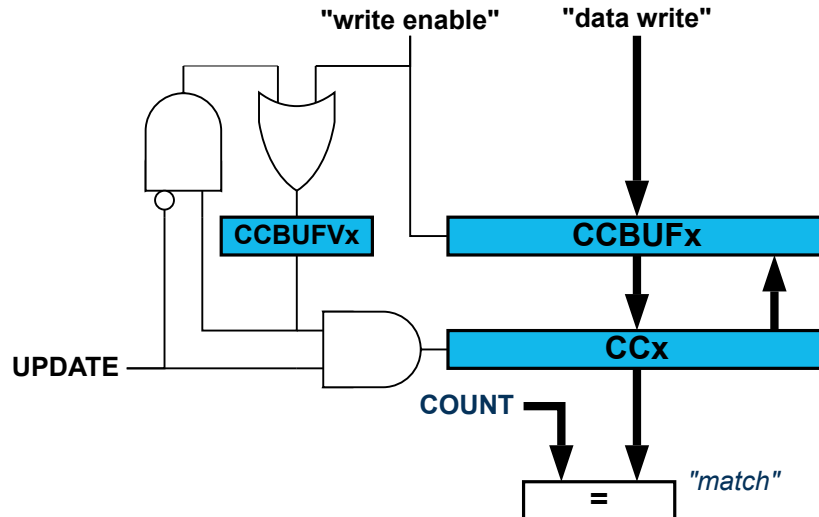 "write enable"
"data write"
CCBUFVx
CCBUFx
CCx
UPDATE
COUNT
"match"
=